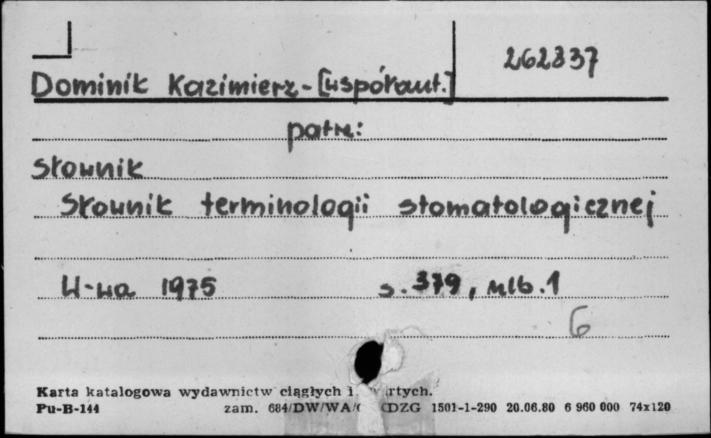 262837
Dominik Kazimierz - [współaut.]
patrz:
Słownik
Słownik terminologii stomatologicznej
W-wa 1975 s. 379, nlb. 1
6
Karta katalogowa wydawnictw ciągłych i
Pu-B-144 zam. 684/DW/WA/ CDZG 1501-1-290 20.06.80 6 960 000 74x120